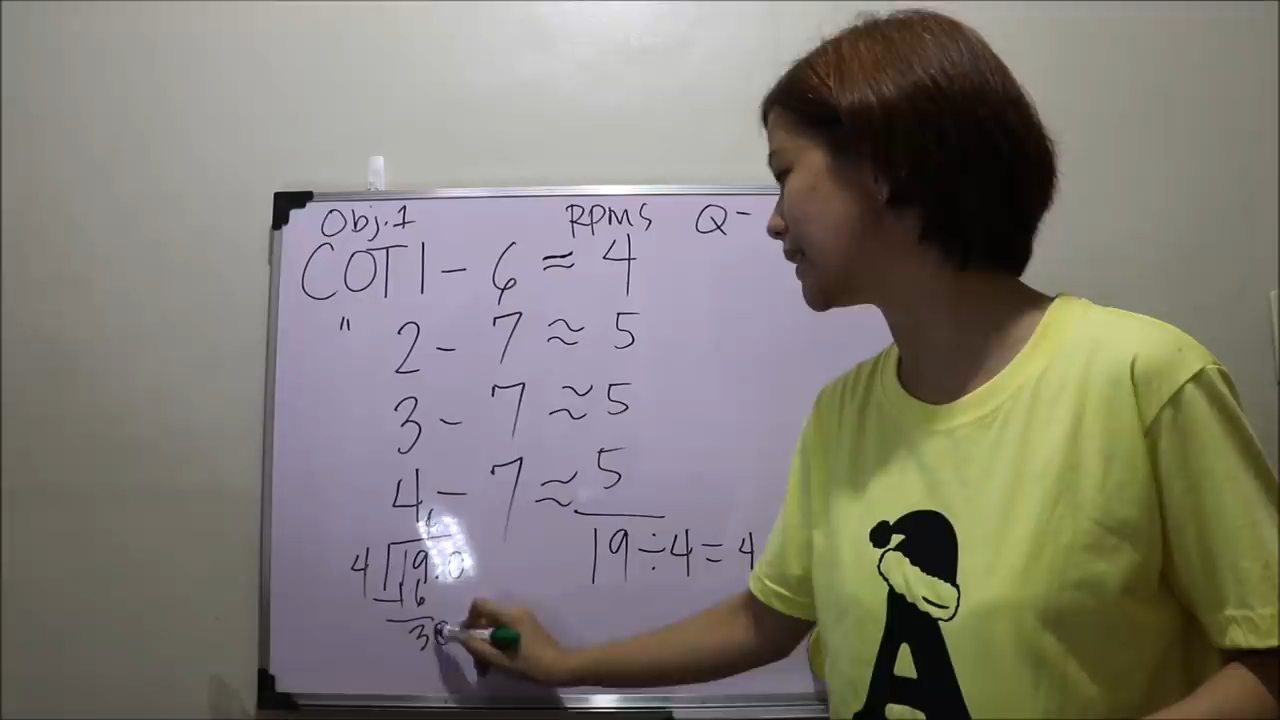 Obj.1 RPMS Q-
COT 1 - 6 ≈ 4
" 2 - 7 ≈ 5
3 - 7 ≈ 5
4 - 7 ≈ 5
19 ÷ 4 = 4
4 19.0
- 16
30
A